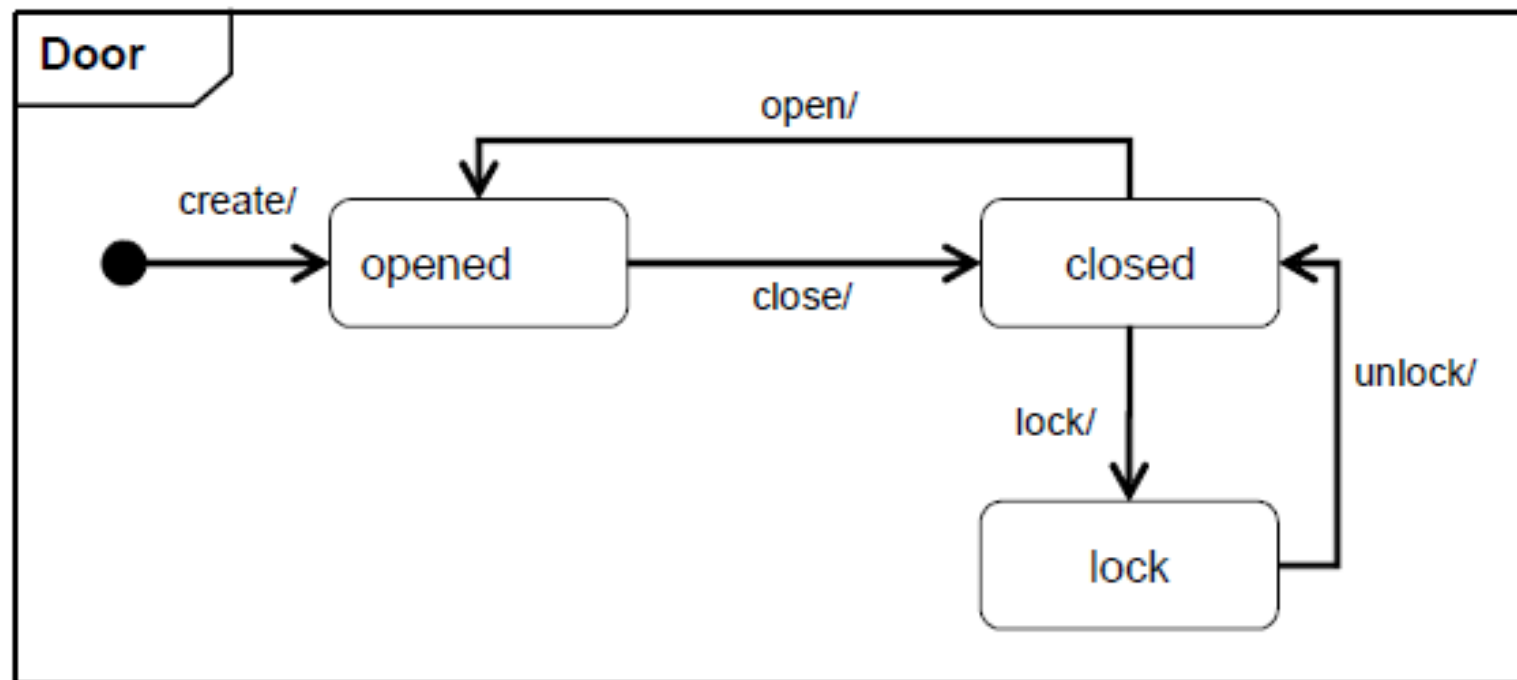 Door
open/
create/
opened
close/
closed
unlock/
lock/
lock